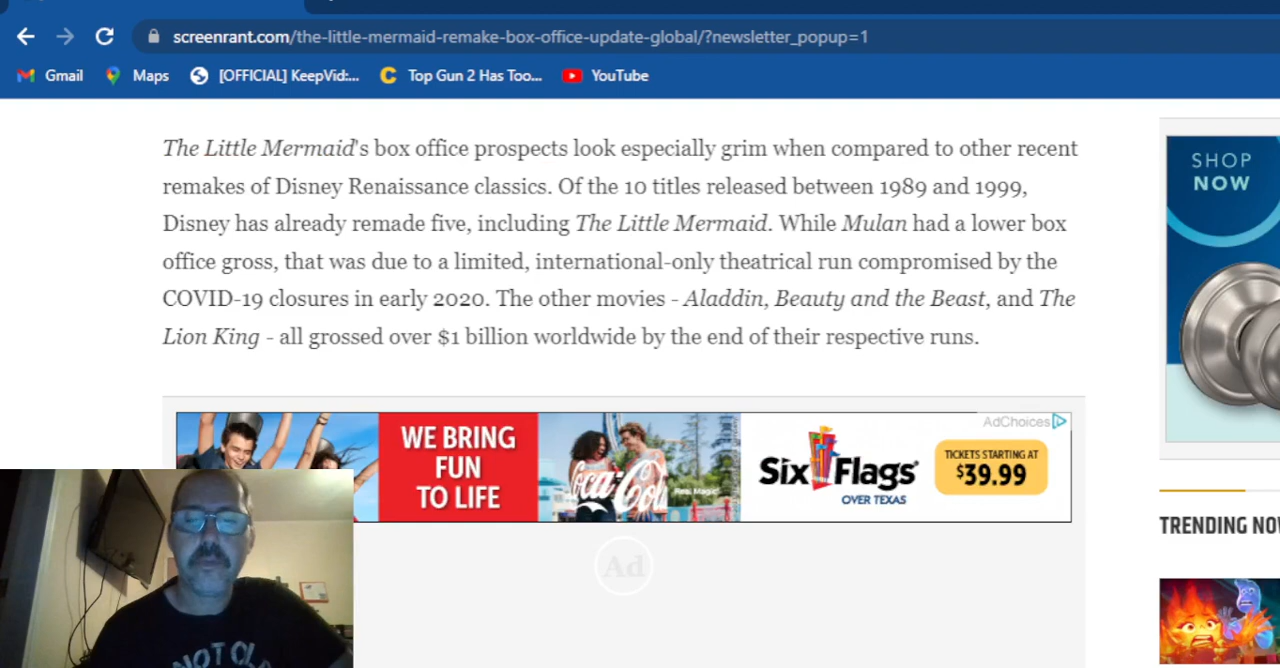 screenrant.com/the-little-mermaid-remake-box-office-update-global/?newsletter_popup=1
Gmail Maps [OFFICIAL] KeepVid:... Top Gun 2 Has Too... YouTube
The Little Mermaid's box office prospects look especially grim when compared to other recent
remakes of Disney Renaissance classics. Of the 10 titles released between 1989 and 1999,
Disney has already remade five, including The Little Mermaid. While Mulan had a lower box
office gross, that was due to a limited, international-only theatrical run compromised by the
COVID-19 closures in early 2020. The other movies - Aladdin, Beauty and the Beast, and The
Lion King - all grossed over $1 billion worldwide by the end of their respective runs.
SHOP
NOW
AdChoices
WE BRING
FUN
TO LIFE
Coca-Cola
Real Magic
Six Flags
OVER TEXAS
TICKETS STARTING AT
$39.99
Ad
TRENDING NO
NOT OL